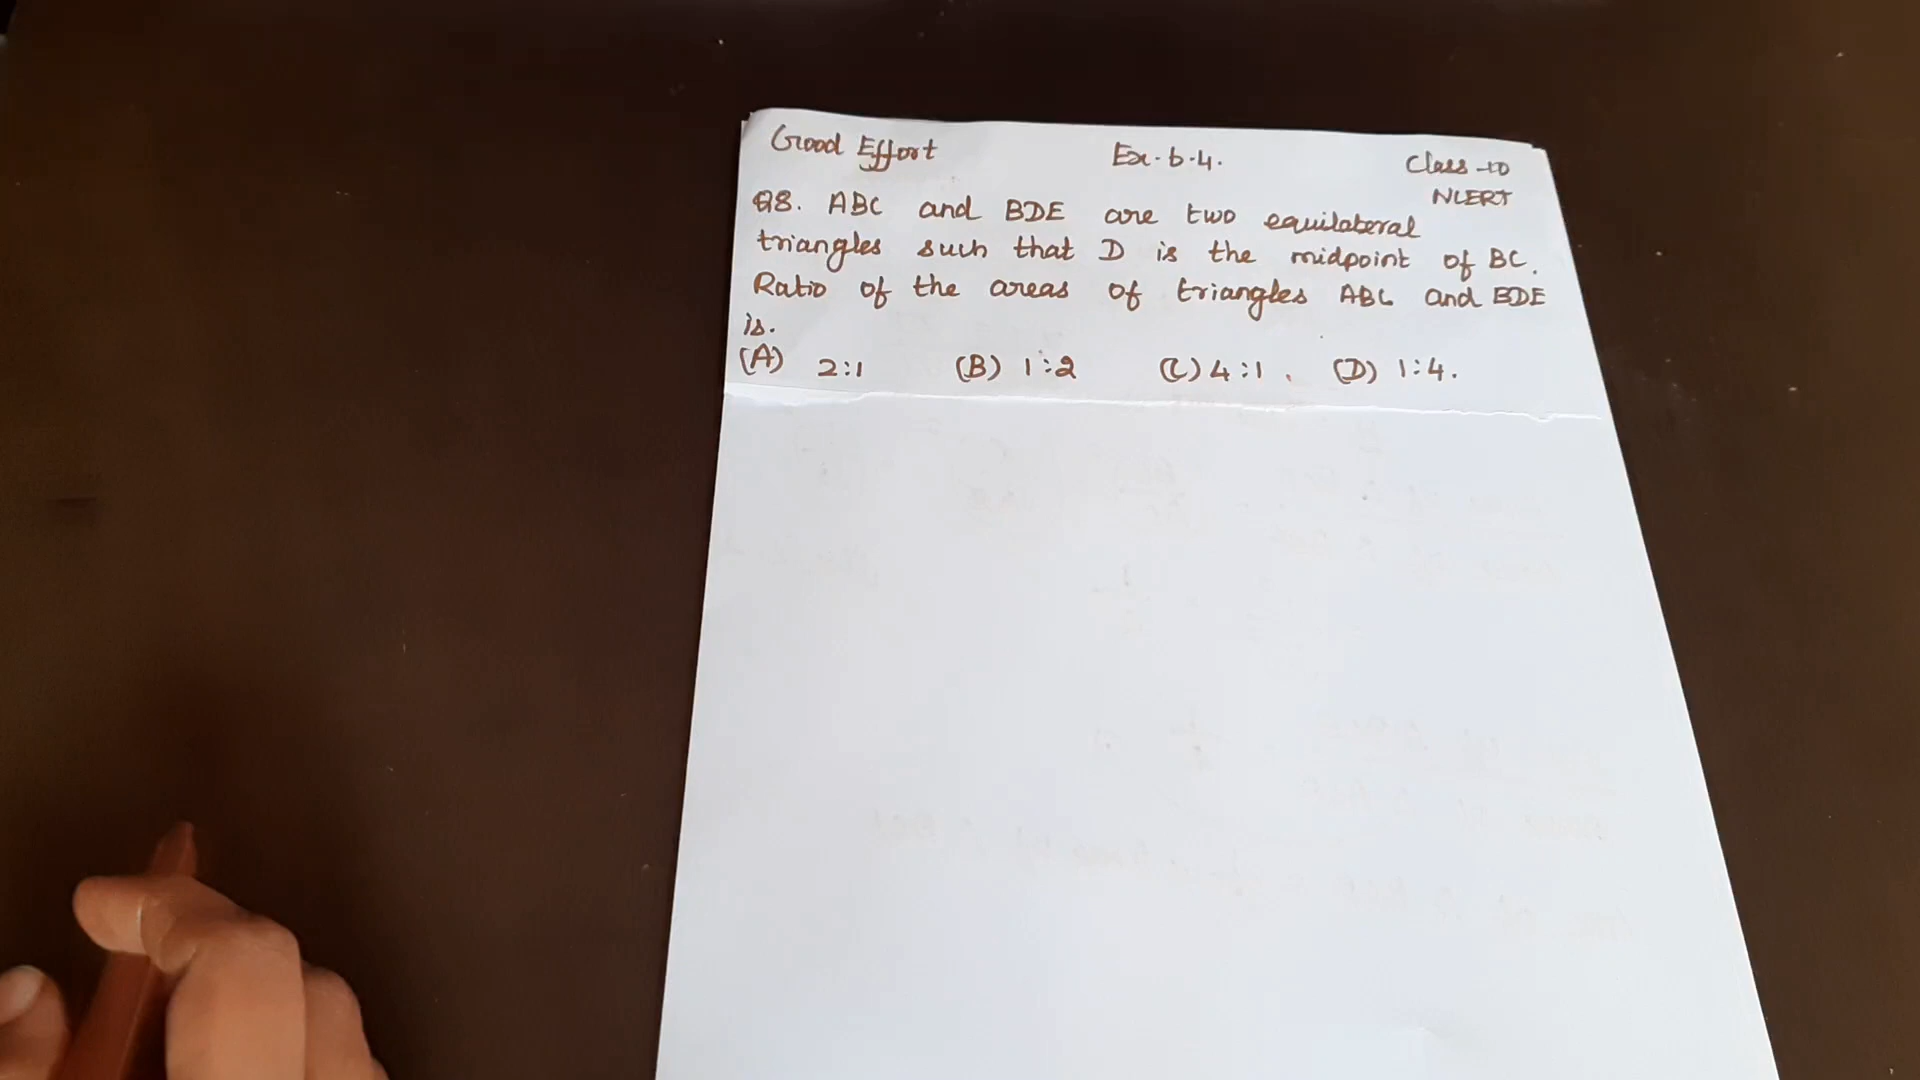 Good Effort Ex. 6.4. Class - 10
NCERT
Q8. ABC and BDE are two equilateral
triangles such that D is the midpoint of BC.
Ratio of the areas of triangles ABC and BDE
is.
(A) 2:1 (B) 1:2 (C) 4:1 . (D) 1:4.